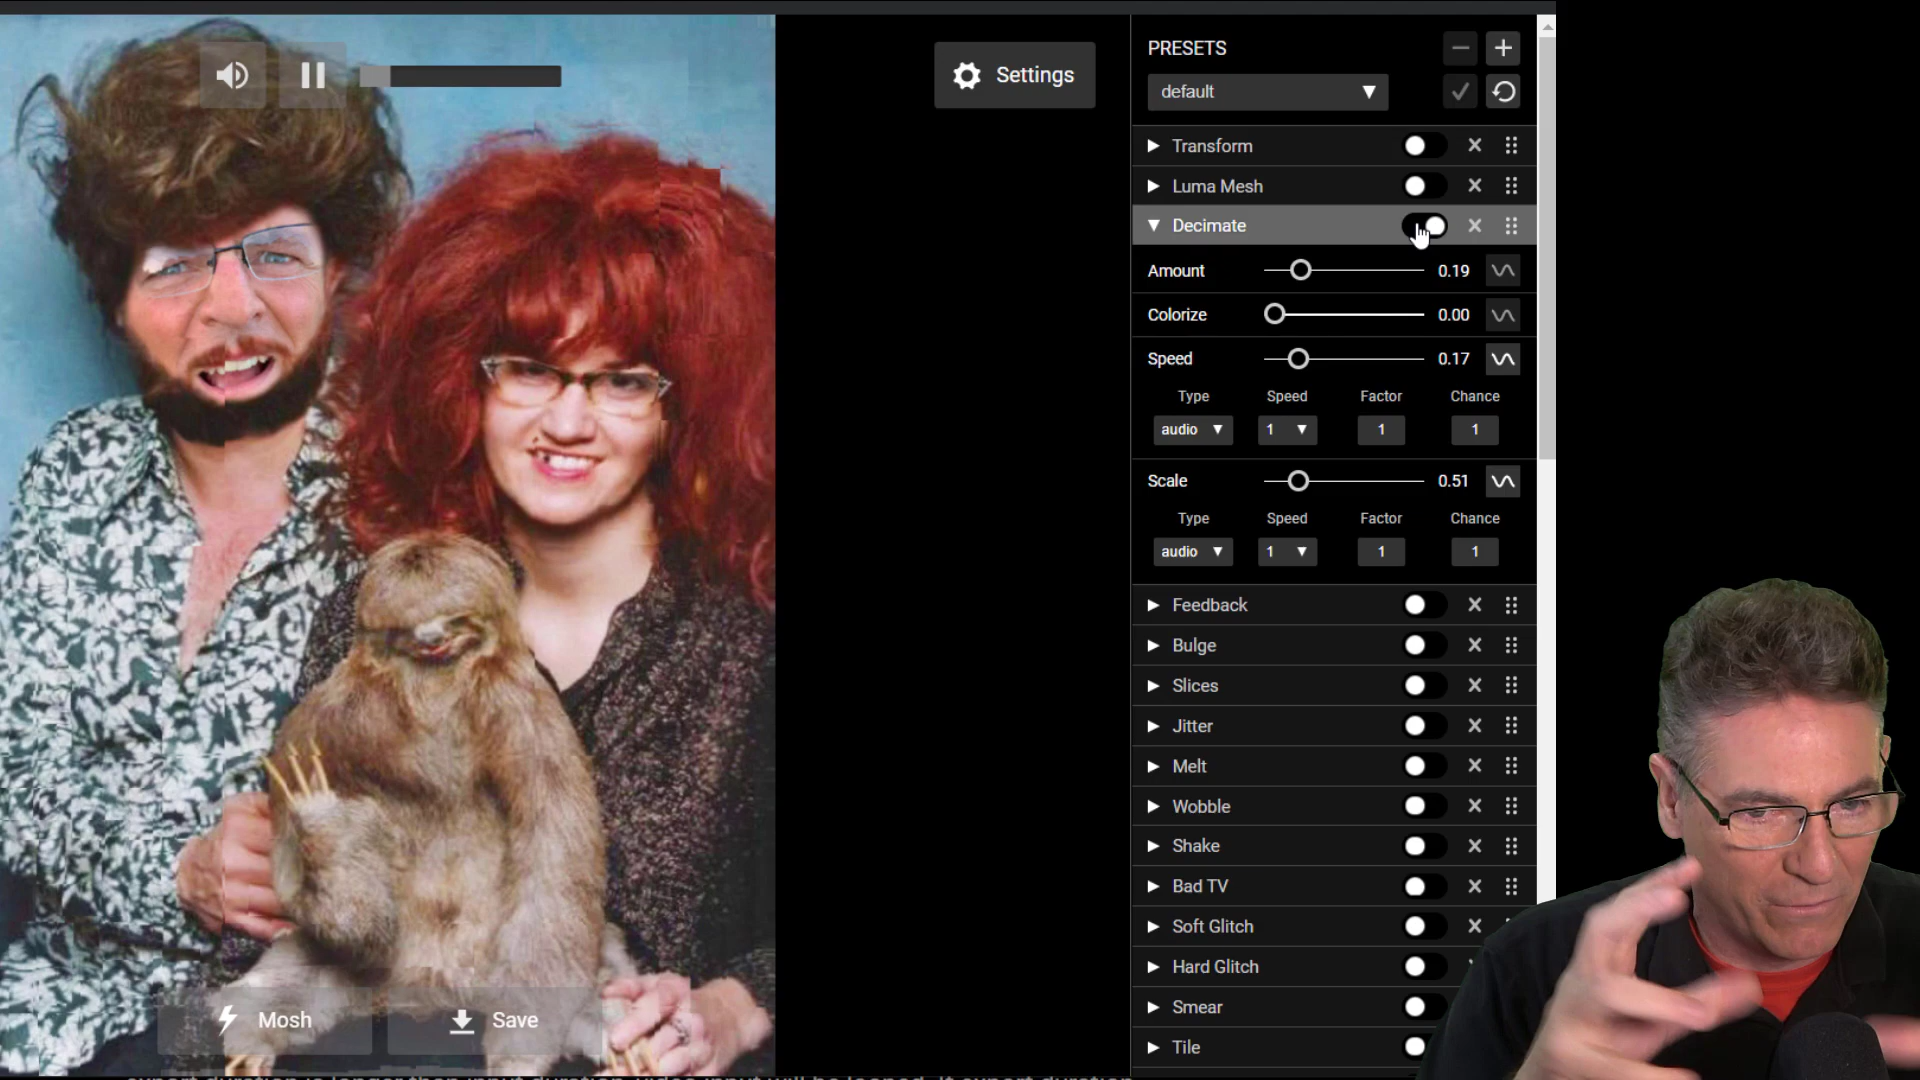 PRESETS
Settings
default
Transform
Luma Mesh
Decimate
Amount 0.19
Colorize 0.00
Speed 0.17
Type Speed Factor Chance
audio 1 1 1
Scale 0.51
Type Speed Factor Chance
audio 1 1 1
Feedback
Bulge
Slices
Jitter
Melt
Wobble
Shake
Bad TV
Soft Glitch
Hard Glitch
Smear
Tile
Mosh Save